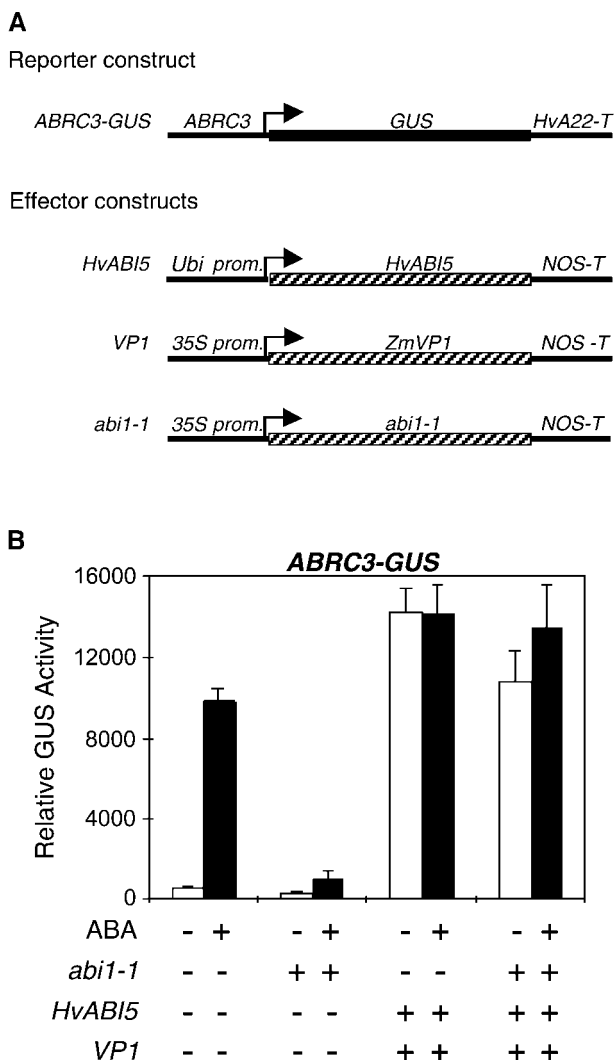 A
Reporter construct
ABRC3-GUS ABRC3 GUS HvA22-T
Effector constructs
HvABI5 Ubi prom. HvABI5 NOS-T
VP1 35S prom. ZmVP1 NOS -T
abi1-1 35S prom. abi1-1 NOS-T
B
ABRC3-GUS
Relative GUS Activity
16000
12000
8000
4000
0
ABA - + - + - + - +
abi1-1 - - + + - - + +
HvABI5 - - - - + + + +
VP1 - - - - + + + +